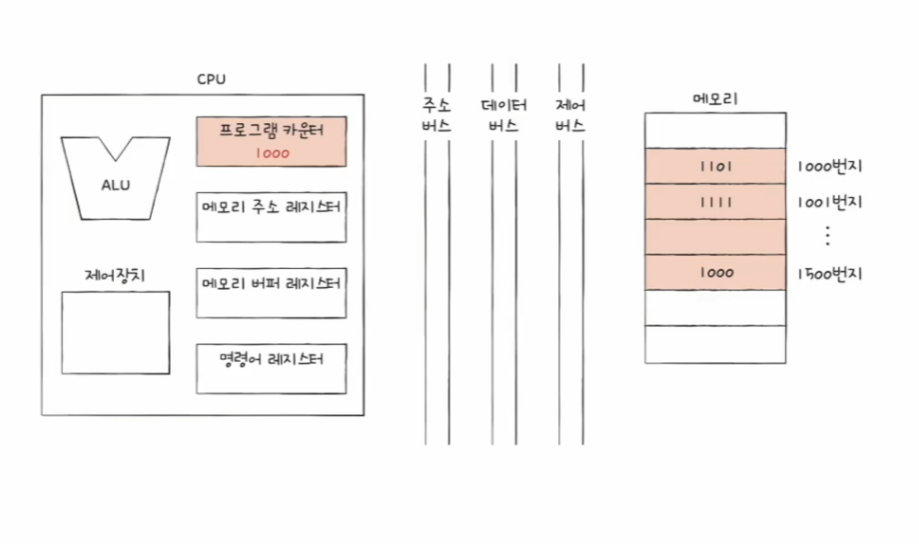 CPU
ALU
제어장치
프로그램 카운터
1000
메모리 주소 레지스터
메모리 버퍼 레지스터
명령어 레지스터
주소
버스
데이터
버스
제어
버스
메모리
1101 1000번지
1111 1001번지
⋮
1000 1500번지